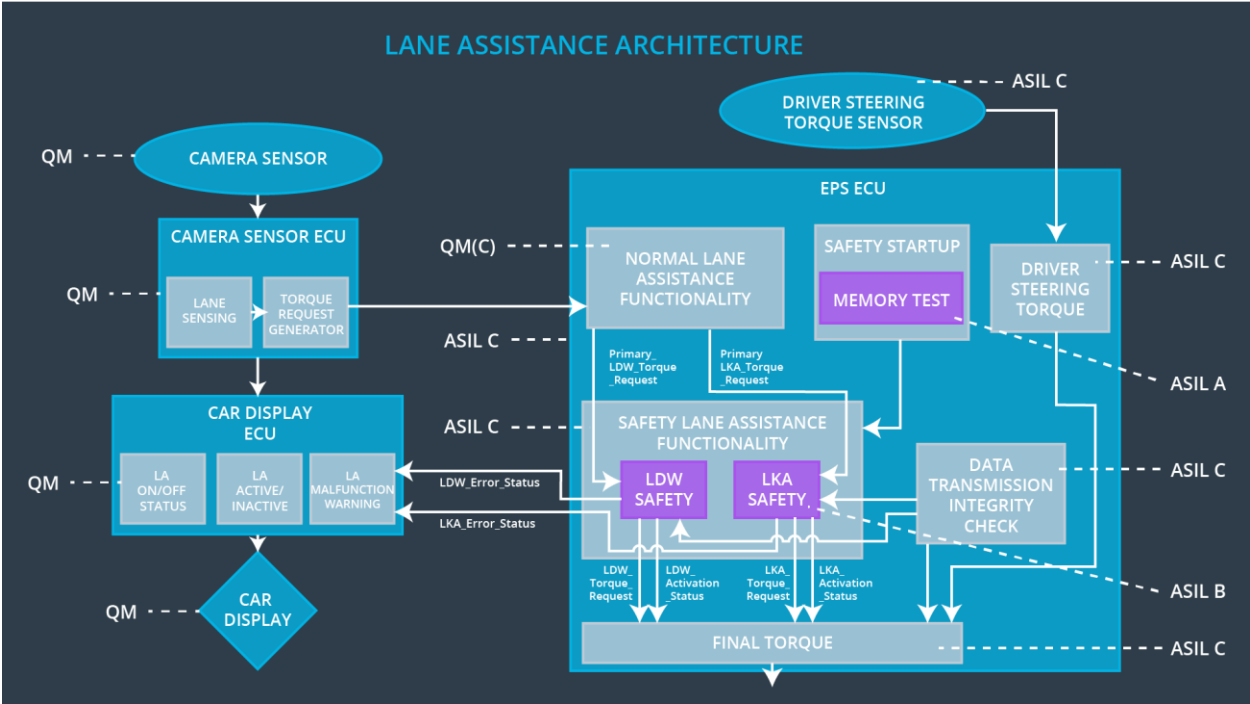 LANE ASSISTANCE ARCHITECTURE
ASIL C
DRIVER STEERING
TORQUE SENSOR
QM
CAMERA SENSOR
EPS ECU
CAMERA SENSOR ECU
QM(C)
NORMAL LANE
ASSISTANCE
FUNCTIONALITY
SAFETY STARTUP
MEMORY TEST
DRIVER
STEERING
TORQUE
ASIL C
QM
LANE
SENSING
TORQUE
REQUEST
GENERATOR
ASIL C
Primary_
LDW_Torque
_Request
Primary
LKA_Torque
_Request
ASIL A
CAR DISPLAY
ECU
ASIL C
SAFETY LANE ASSISTANCE
FUNCTIONALITY
QM
LA
ON/OFF
STATUS
LA
ACTIVE/
INACTIVE
LA
MALFUNCTION
WARNING
LDW_Error_Status
LKA_Error_Status
LDW
SAFETY
LKA
SAFETY
DATA
TRANSMISSION
INTEGRITY
CHECK
ASIL C
LDW_
Torque_
Request
LDW_
Activation
_Status
LKA_
Torque_
Request
LKA_
Activation
_Status
ASIL B
QM
CAR
DISPLAY
FINAL TORQUE
ASIL C